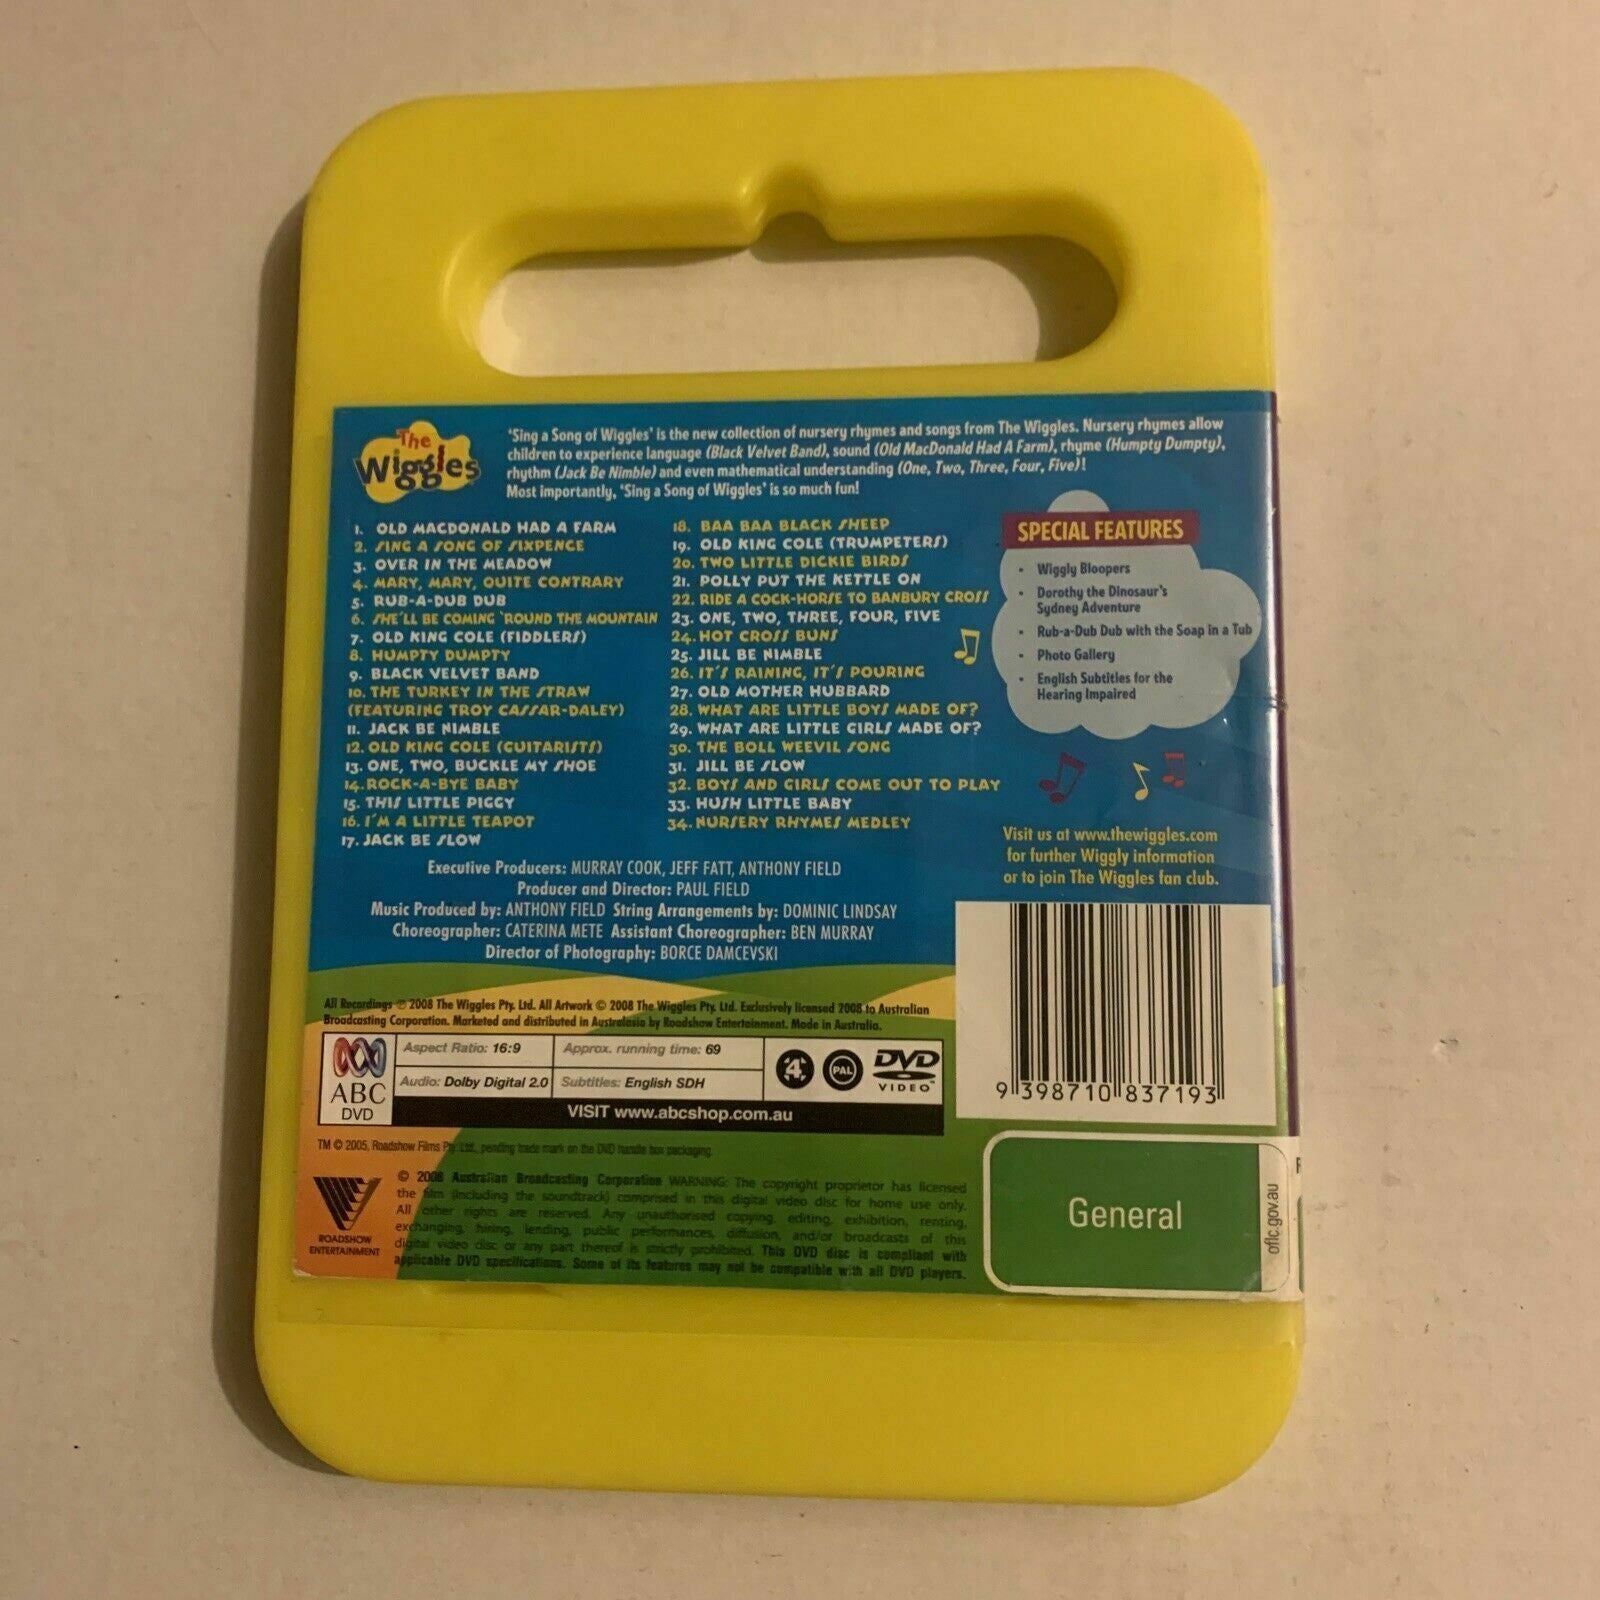 The
Wiggles
'Sing a Song of Wiggles' is the new collection of nursery rhymes and songs from The Wiggles. Nursery rhymes allow
children to experience language (Black Velvet Band), sound (Old MacDonald Had A Farm), rhyme (Humpty Dumpty),
rhythm (Jack Be Nimble) and even mathematical understanding (One, Two, Three, Four, Five)!
Most importantly, 'Sing a Song of Wiggles' is so much fun!
1. OLD MACDONALD HAD A FARM
2. SING A SONG OF SIXPENCE
3. OVER IN THE MEADOW
4. MARY, MARY, QUITE CONTRARY
5. RUB-A-DUB DUB
6. SHE'LL BE COMING 'ROUND THE MOUNTAIN
7. OLD KING COLE (FIDDLERS)
8. HUMPTY DUMPTY
9. BLACK VELVET BAND
10. THE TURKEY IN THE STRAW
(FEATURING TROY CASSAR-DALEY)
11. JACK BE NIMBLE
12. OLD KING COLE (GUITARISTS)
13. ONE, TWO, BUCKLE MY SHOE
14. ROCK-A-BYE BABY
15. THIS LITTLE PIGGY
16. I'M A LITTLE TEAPOT
17. JACK BE SLOW
18. BAA BAA BLACK SHEEP
19. OLD KING COLE (TRUMPETERS)
20. TWO LITTLE DICKIE BIRDS
21. POLLY PUT THE KETTLE ON
22. RIDE A COCK-HORSE TO BANBURY CROSS
23. ONE, TWO, THREE, FOUR, FIVE
24. HOT CROSS BUNS
25. JILL BE NIMBLE
26. IT'S RAINING, IT'S POURING
27. OLD MOTHER HUBBARD
28. WHAT ARE LITTLE BOYS MADE OF?
29. WHAT ARE LITTLE GIRLS MADE OF?
30. THE BOLL WEEVIL SONG
31. JILL BE SLOW
32. BOYS AND GIRLS COME OUT TO PLAY
33. HUSH LITTLE BABY
34. NURSERY RHYMES MEDLEY
SPECIAL FEATURES
• Wiggly Bloopers
• Dorothy the Dinosaur's
Sydney Adventure
• Rub-a-Dub Dub with the Soap in a Tub
• Photo Gallery
• English Subtitles for the
Hearing Impaired
Visit us at www.thewiggles.com
for further Wiggly information
or to join The Wiggles fan club.
Executive Producers: MURRAY COOK, JEFF FATT, ANTHONY FIELD
Producer and Director: PAUL FIELD
Music Produced by: ANTHONY FIELD String Arrangements by: DOMINIC LINDSAY
Choreographer: CATERINA METE Assistant Choreographer: BEN MURRAY
Director of Photography: BORCE DAMCEVSKI
All Recordings ℗ 2008 The Wiggles Pty. Ltd. All Artwork © 2008 The Wiggles Pty. Ltd. Exclusively licensed 2008 to Australian
Broadcasting Corporation. Marketed and distributed in Australasia by Roadshow Entertainment. Made in Australia.
ABC
DVD
Aspect Ratio: 16:9
Approx. running time: 69
Audio: Dolby Digital 2.0
Subtitles: English SDH
VISIT www.abcshop.com.au
4
PAL
DVD
VIDEO
9 398710 837193
TM © 2005, Roadshow Films Pty Ltd., pending trade mark on the DVD handle box packaging.
ROADSHOW
ENTERTAINMENT
© 2008 Australian Broadcasting Corporation WARNING: The copyright proprietor has licensed
the film (including the soundtrack) comprised in this digital video disc for home use only.
All other rights are reserved. Any unauthorised copying, editing, exhibition, renting,
exchanging, hiring, lending, public performances, diffusion, and/or broadcasts of this
digital video disc or any part thereof is strictly prohibited. This DVD disc is compliant with
applicable DVD specifications. Some of its features may not be compatible with all DVD players.
General
oflc.gov.au